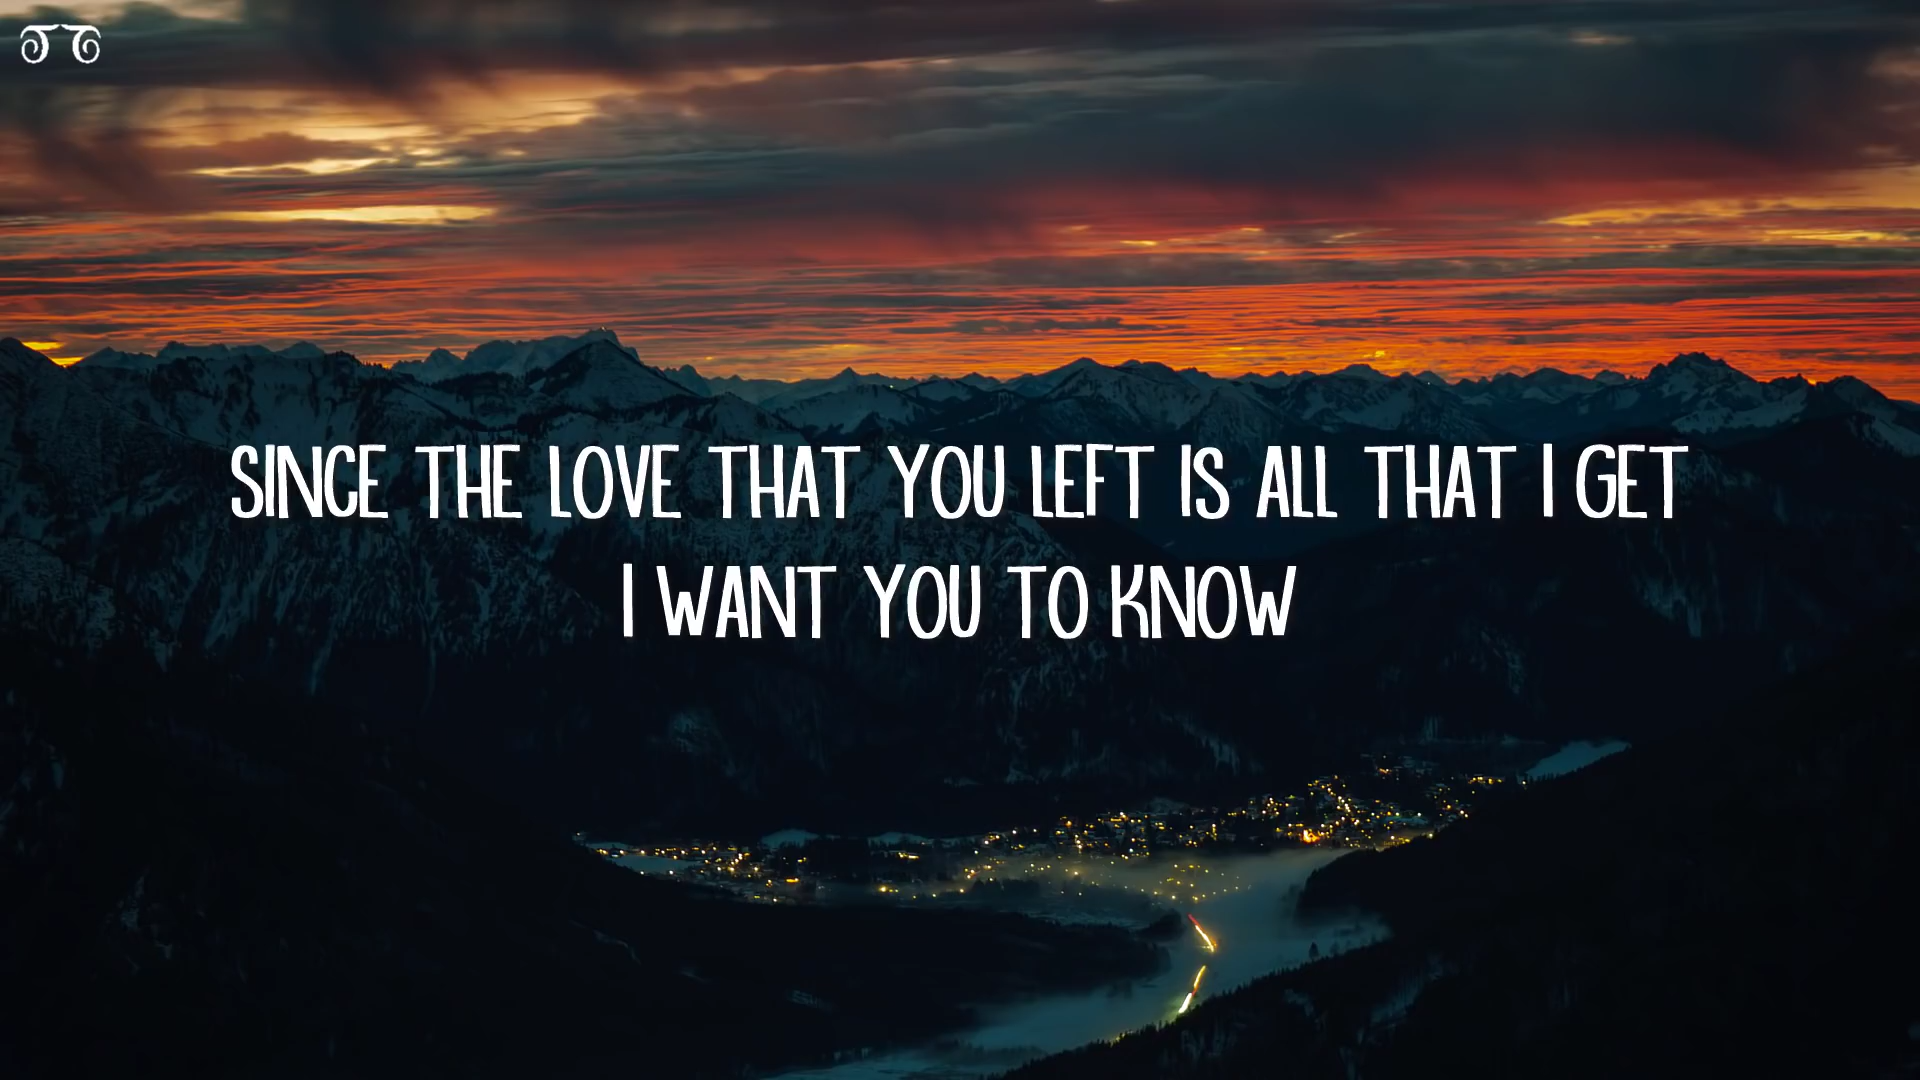 SINCE THE LOVE THAT YOU LEFT IS ALL THAT I GET
I WANT YOU TO KNOW